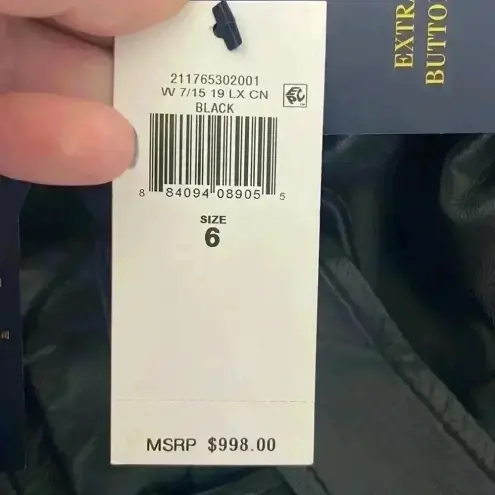 211765302001
W 7/15 19 LX CN
BLACK
8 84094 08905 5
SIZE
6
MSRP $998.00
EXTRA
BUTTO